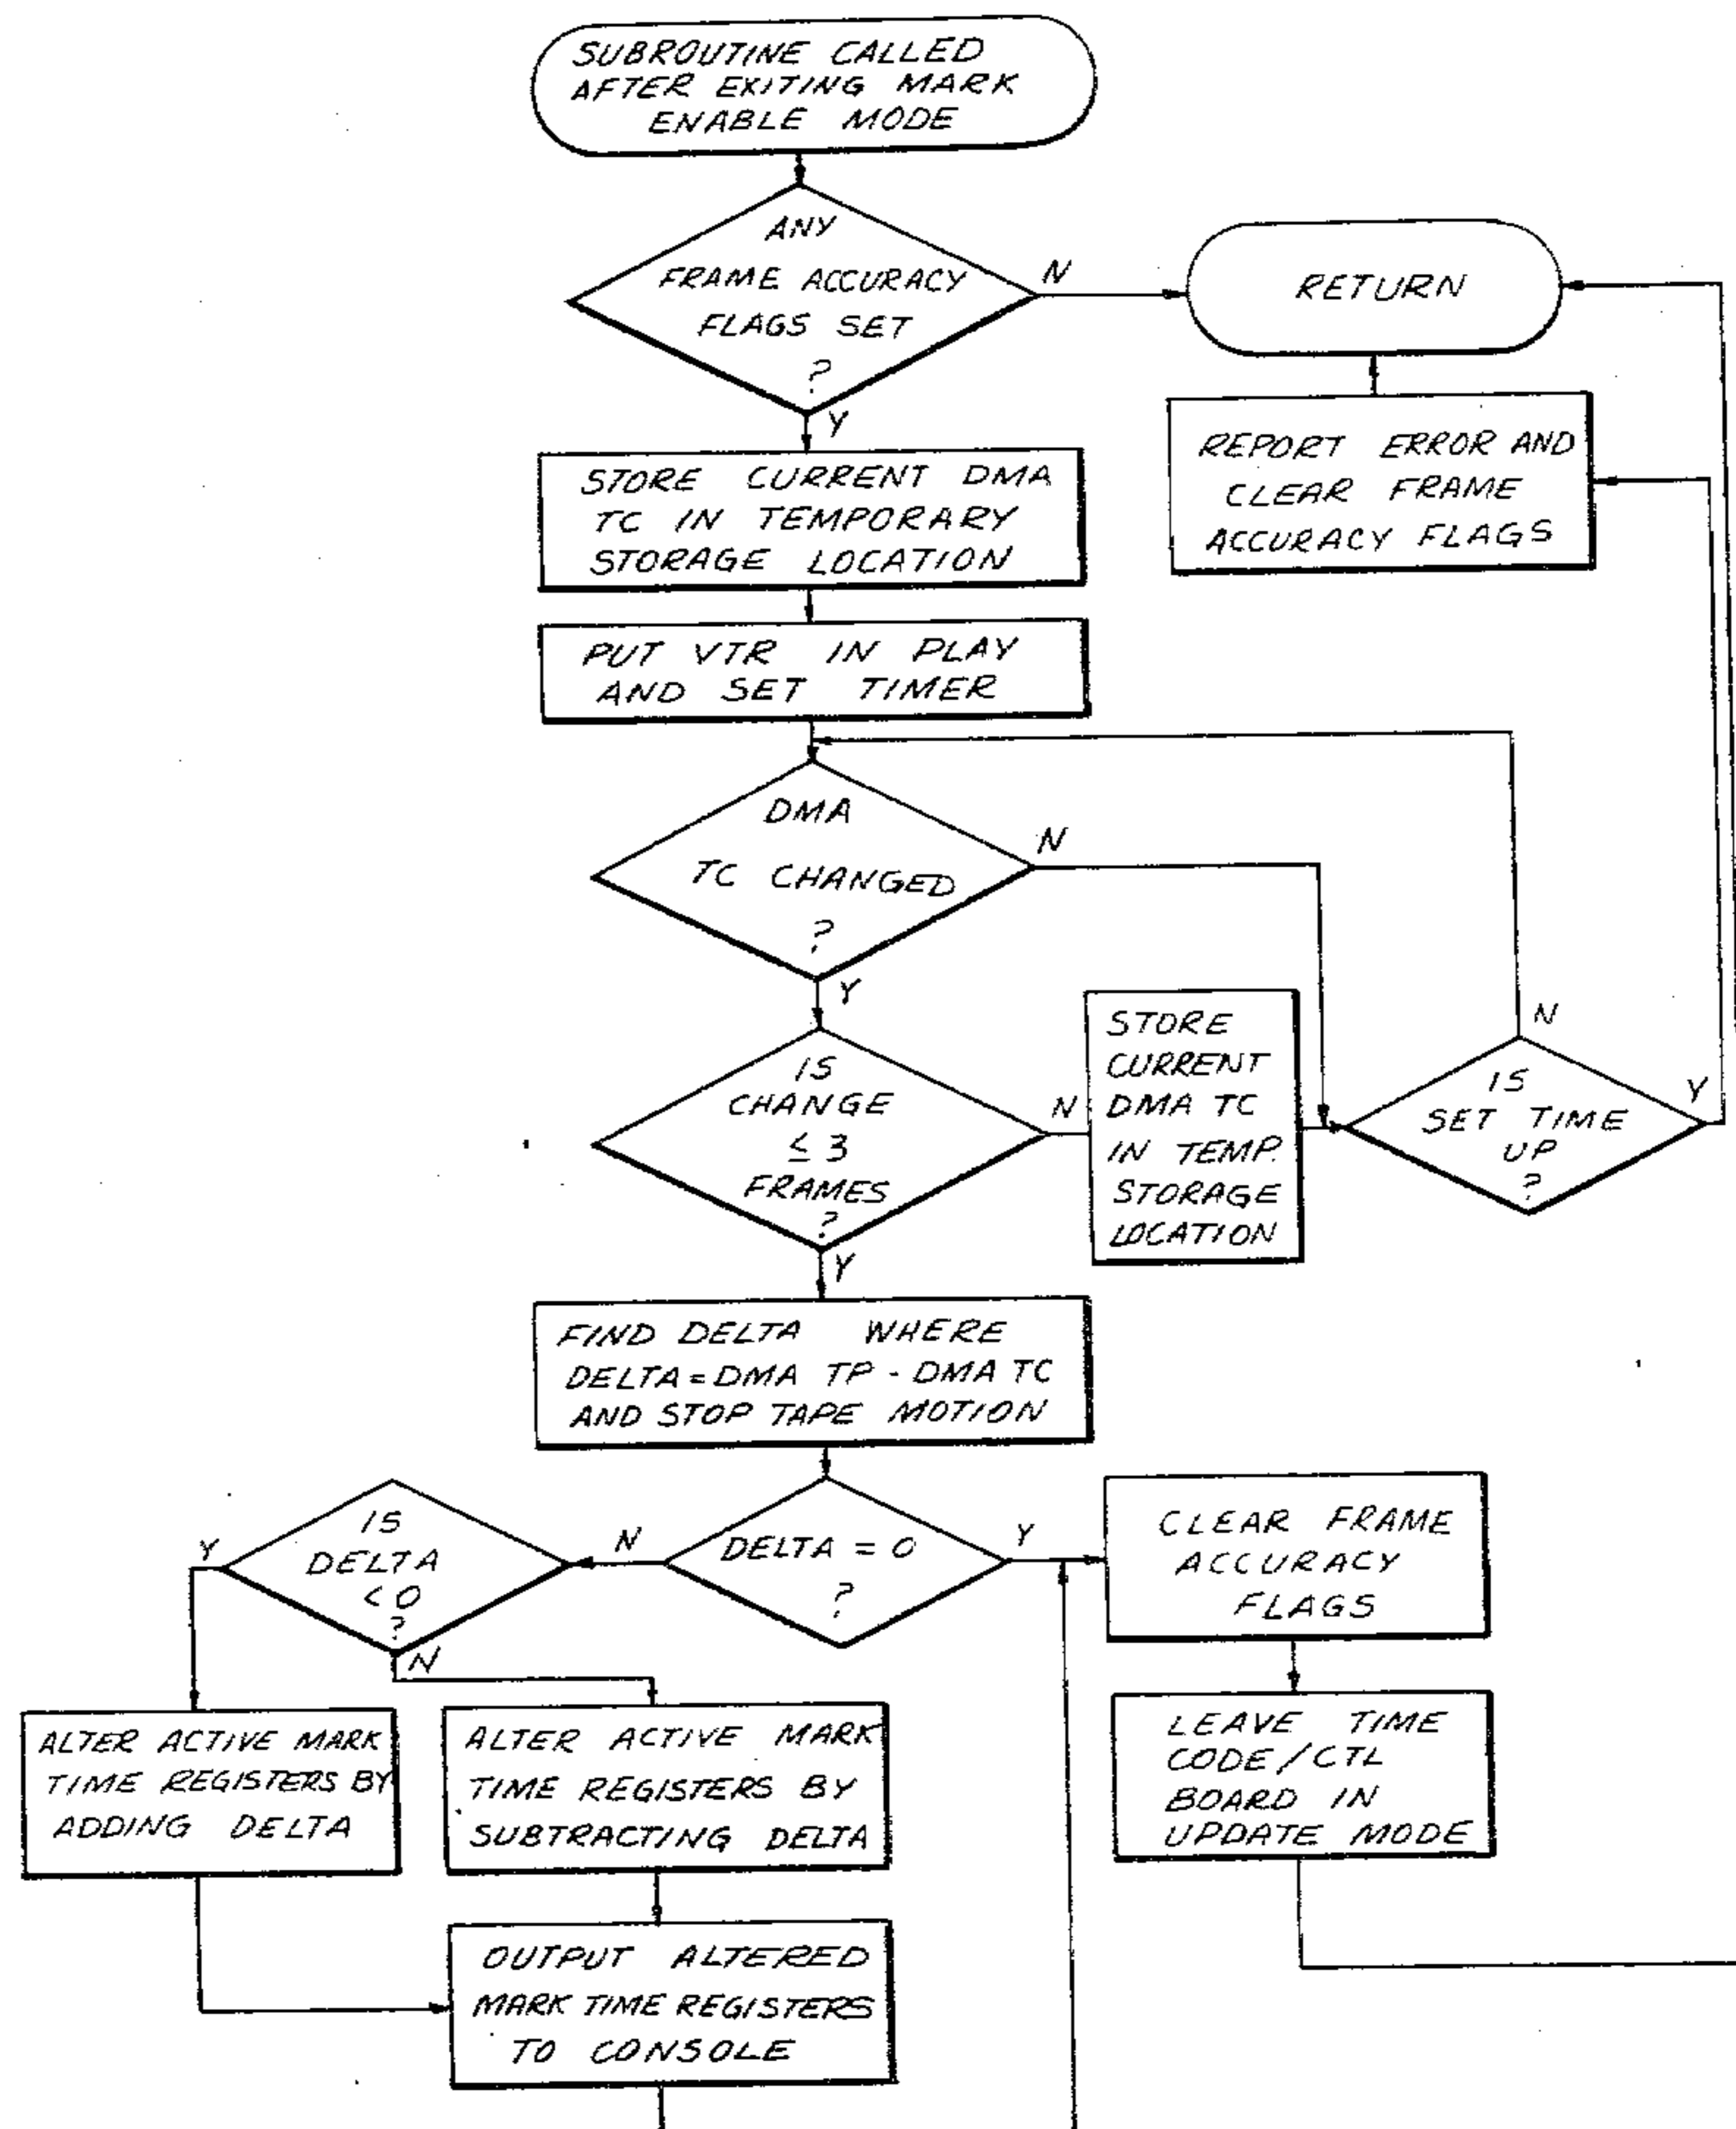 SUBROUTINE CALLED
AFTER EXITING MARK
ENABLE MODE
ANY
FRAME ACCURACY
FLAGS SET
?
N
Y
RETURN
REPORT ERROR AND
CLEAR FRAME
ACCURACY FLAGS
STORE CURRENT DMA
TC IN TEMPORARY
STORAGE LOCATION
PUT VTR IN PLAY
AND SET TIMER
DMA
TC CHANGED
?
N
Y
IS
CHANGE
≤ 3
FRAMES
?
N
Y
STORE
CURRENT
DMA TC
IN TEMP.
STORAGE
LOCATION
IS
SET TIME
UP
?
N
Y
FIND DELTA WHERE
DELTA = DMA TP - DMA TC
AND STOP TAPE MOTION
DELTA = 0
?
N
Y
IS
DELTA
< 0
?
Y
N
CLEAR FRAME
ACCURACY
FLAGS
LEAVE TIME
CODE/CTL
BOARD IN
UPDATE MODE
ALTER ACTIVE MARK
TIME REGISTERS BY
ADDING DELTA
ALTER ACTIVE MARK
TIME REGISTERS BY
SUBTRACTING DELTA
OUTPUT ALTERED
MARK TIME REGISTERS
TO CONSOLE